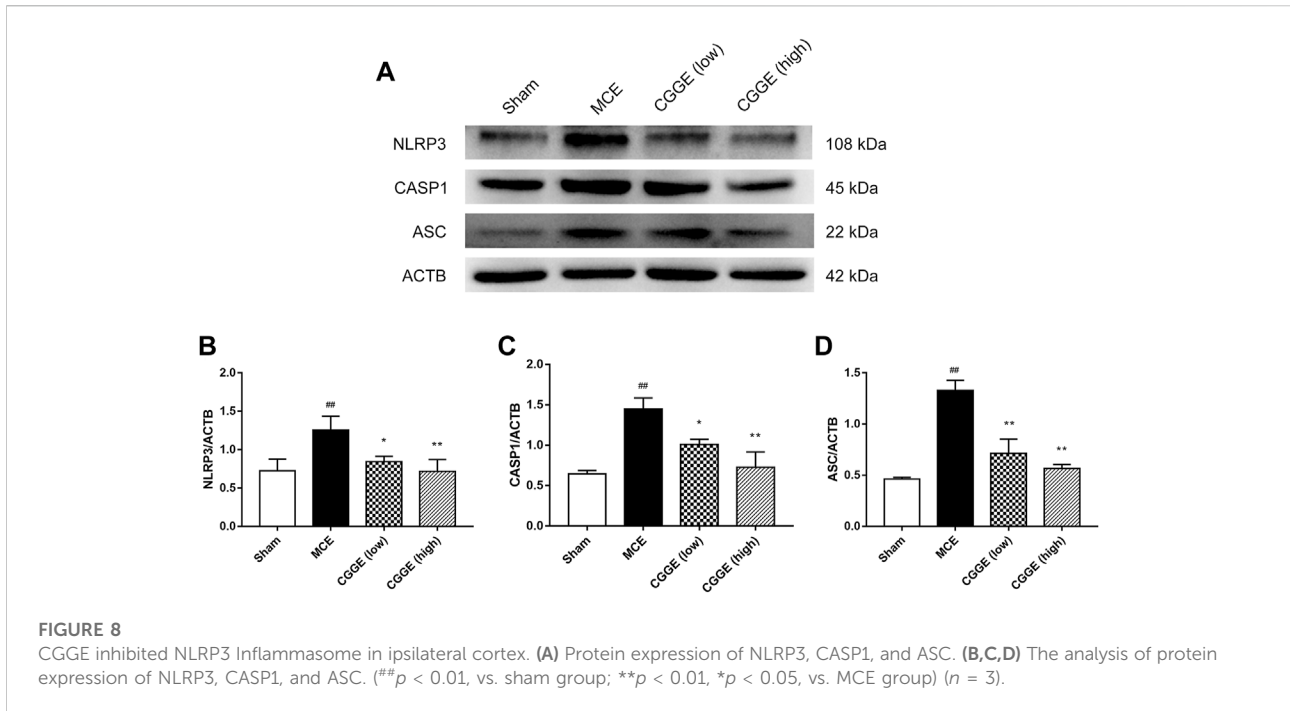 A
Sham
MCE
CGGE (low)
CGGE (high)
NLRP3
108 kDa
CASP1
45 kDa
ASC
22 kDa
ACTB
42 kDa
B
NLRP3/ACTB
2.0
1.5
1.0
0.5
0.0
##
*
**
Sham
MCE
CGGE (low)
CGGE (high)
C
CASP1/ACTB
2.0
1.5
1.0
0.5
0.0
##
*
**
Sham
MCE
CGGE (low)
CGGE (high)
D
ASC/ACTB
1.5
1.0
0.5
0.0
##
**
**
Sham
MCE
CGGE (low)
CGGE (high)
FIGURE 8
CGGE inhibited NLRP3 Inflammasome in ipsilateral cortex. (A) Protein expression of NLRP3, CASP1, and ASC. (B,C,D) The analysis of protein
expression of NLRP3, CASP1, and ASC. (##p < 0.01, vs. sham group; **p < 0.01, *p < 0.05, vs. MCE group) (n = 3).